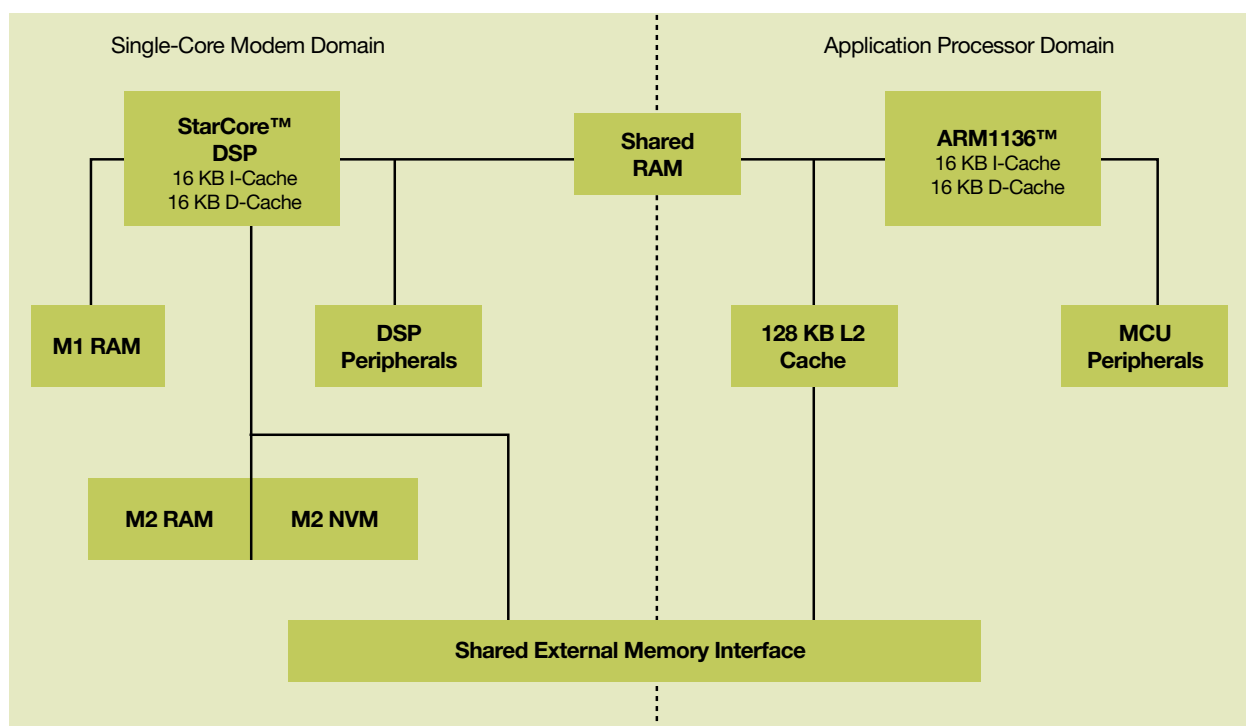 Single-Core Modem Domain
Application Processor Domain
StarCore™
DSP
16 KB I-Cache
16 KB D-Cache
Shared
RAM
ARM1136™
16 KB I-Cache
16 KB D-Cache
M1 RAM
DSP
Peripherals
128 KB L2
Cache
MCU
Peripherals
M2 RAM
M2 NVM
Shared External Memory Interface